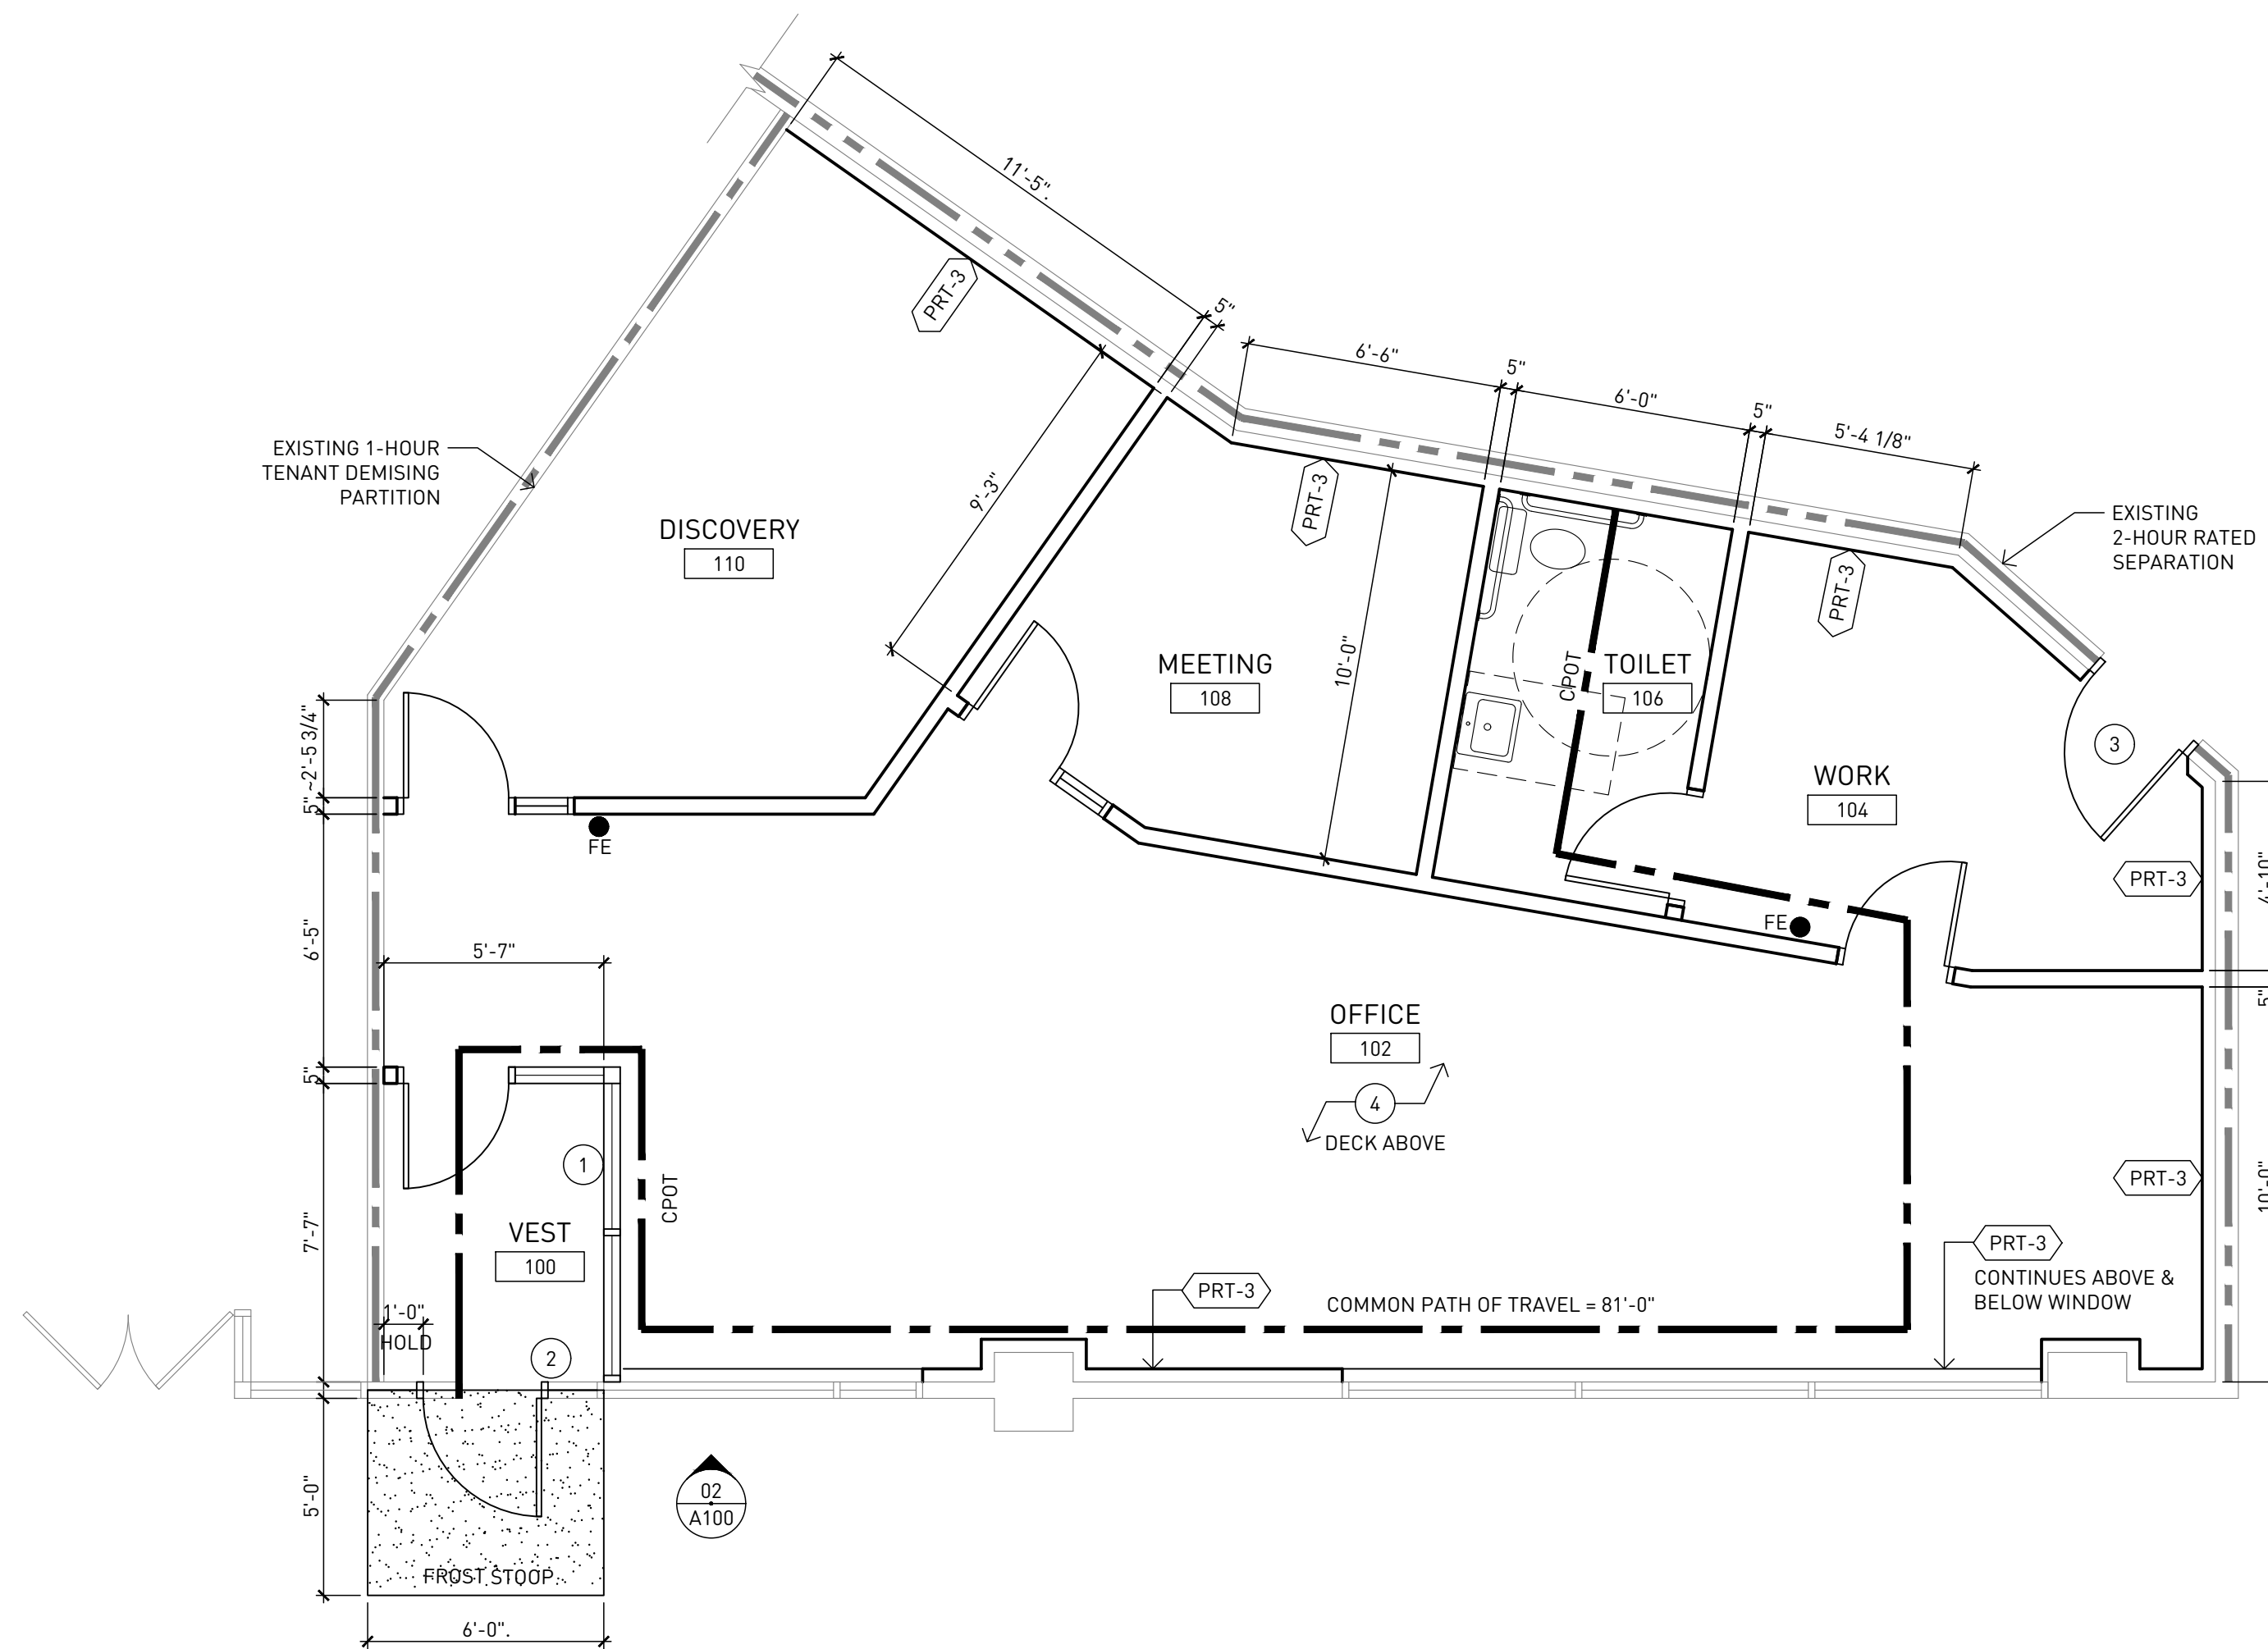 11'-5".
5"
6'-6"
5"
6'-0"
5"
5'-4 1/8"
PRT-3
9'-3"
PRT-3
10'-0"
PRT-3
EXISTING 1-HOUR
TENANT DEMISING
PARTITION
EXISTING
2-HOUR RATED
SEPARATION
DISCOVERY
110
MEETING
108
CPOT
TOILET
106
WORK
104
3
~2'-5 3/4"
5"
FE
PRT-3
4'-10"
6'-5"
5'-7"
FE
5"
OFFICE
102
4
DECK ABOVE
5"
1
CPOT
PRT-3
10'-0"
7'-7"
VEST
100
PRT-3
CONTINUES ABOVE &
BELOW WINDOW
PRT-3
COMMON PATH OF TRAVEL = 81'-0"
1'-0"
HOLD
2
5'-0"
02
A100
FROST STOOP
6'-0".